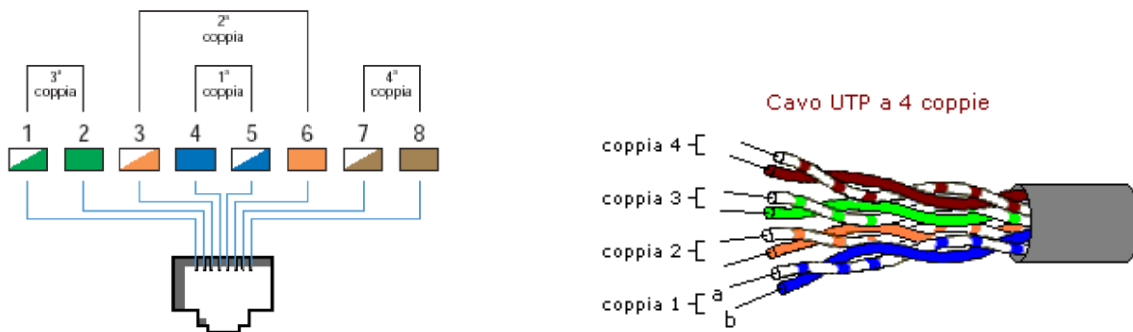 2ª
coppia
3ª
coppia
1ª
coppia
4ª
coppia
1 2 3 4 5 6 7 8
Cavo UTP a 4 coppie
coppia 4
coppia 3
coppia 2
coppia 1
a
b